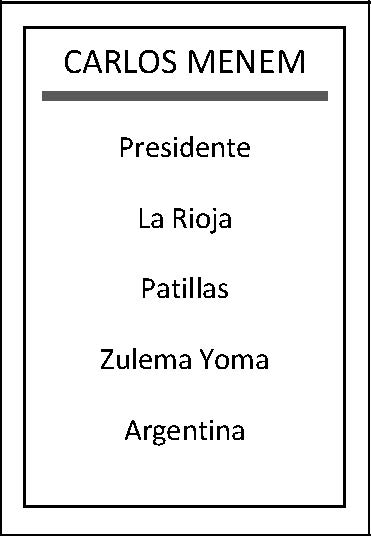 CARLOS MENEM
Presidente
La Rioja
Patillas
Zulema Yoma
Argentina